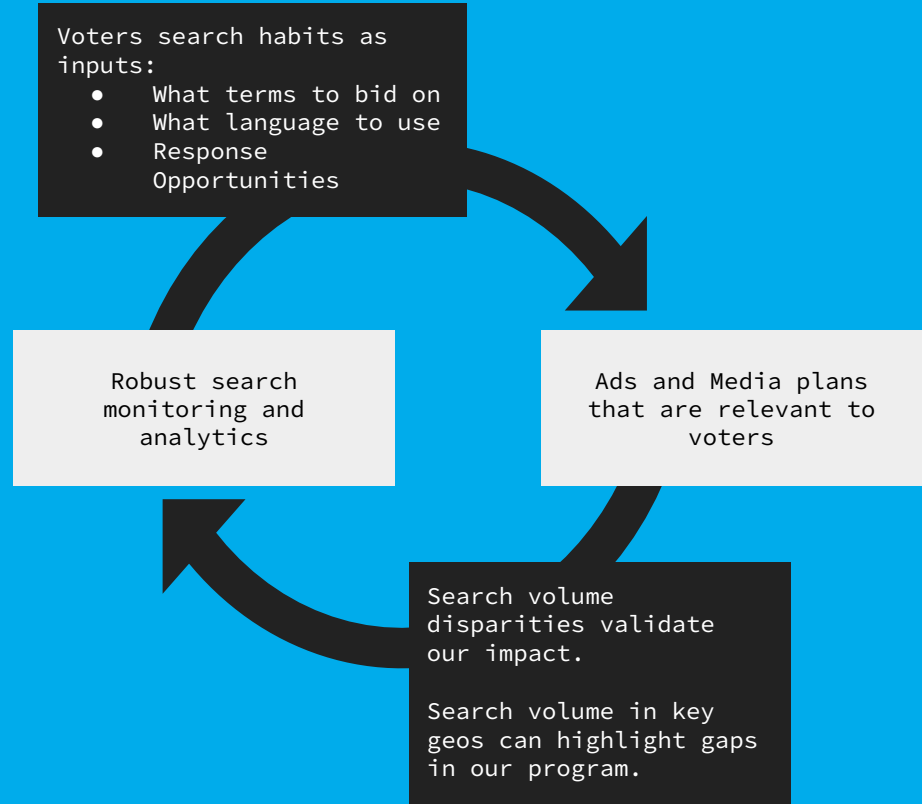 Voters search habits as
inputs:
● What terms to bid on
● What language to use
● Response
Opportunities
Robust search
monitoring and
analytics
Ads and Media plans
that are relevant to
voters
Search volume
disparities validate
our impact.
Search volume in key
geos can highlight gaps
in our program.